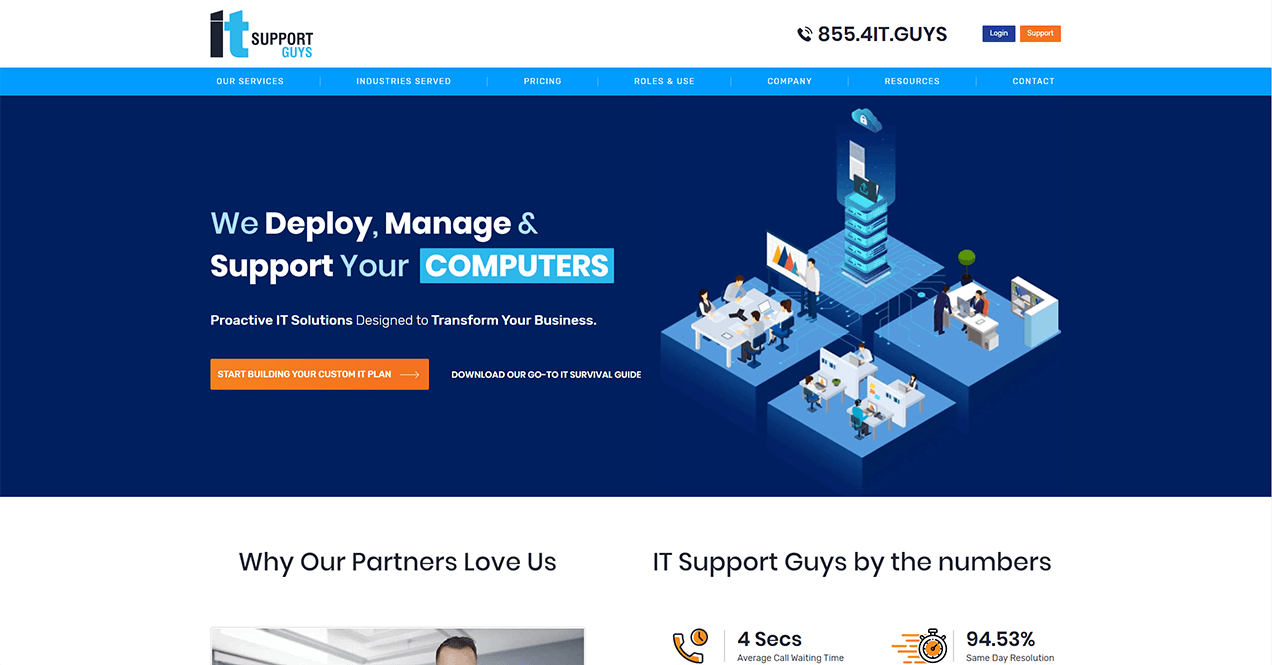 it SUPPORT
GUYS
855.4IT.GUYS
Login
Support
OUR SERVICES
INDUSTRIES SERVED
PRICING
ROLES & USE
COMPANY
RESOURCES
CONTACT
We Deploy, Manage &
Support Your COMPUTERS
Proactive IT Solutions Designed to Transform Your Business.
START BUILDING YOUR CUSTOM IT PLAN
DOWNLOAD OUR GO-TO IT SURVIVAL GUIDE
Why Our Partners Love Us
IT Support Guys by the numbers
4 Secs
Average Call Waiting Time
94.53%
Same Day Resolution